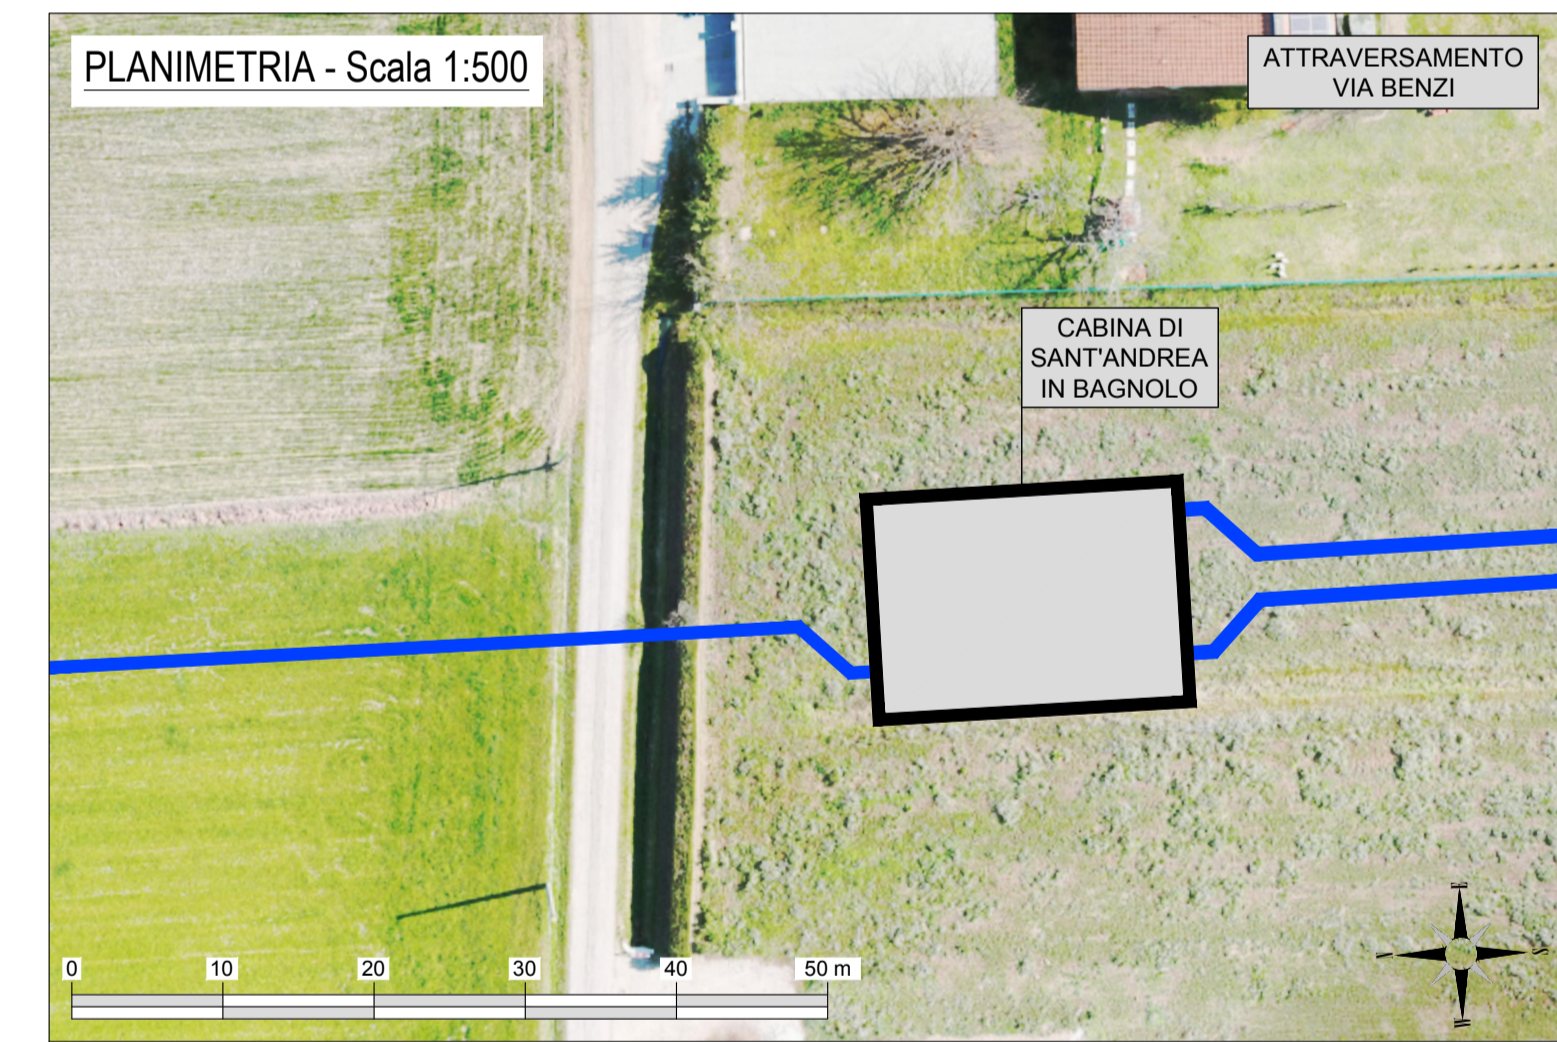 PLANIMETRIA - Scala 1:500
ATTRAVERSAMENTO
VIA BENZI
CABINA DI
SANT'ANDREA
IN BAGNOLO
0 10 20 30 40 50 m